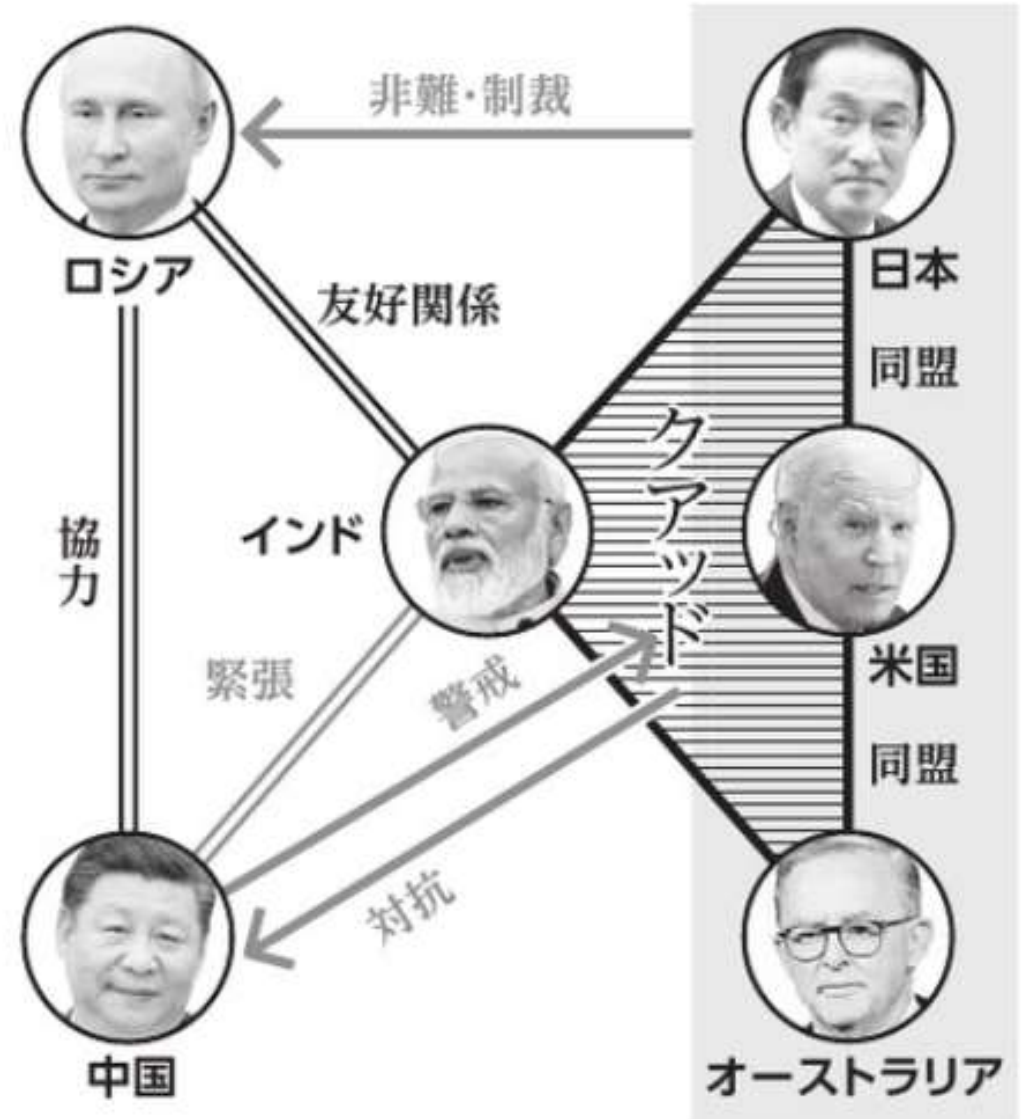 非難・制裁
ロシア
日本
友好関係
同盟
クアッド
インド
協力
米国
緊張
警戒
同盟
対抗
中国
オーストラリア